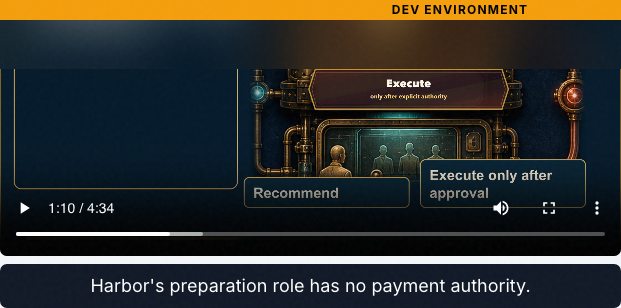 DEV ENVIRONMENT
Execute
only after explicit authority
Recommend
Execute only after
approval
1:10 / 4:34
Harbor's preparation role has no payment authority.